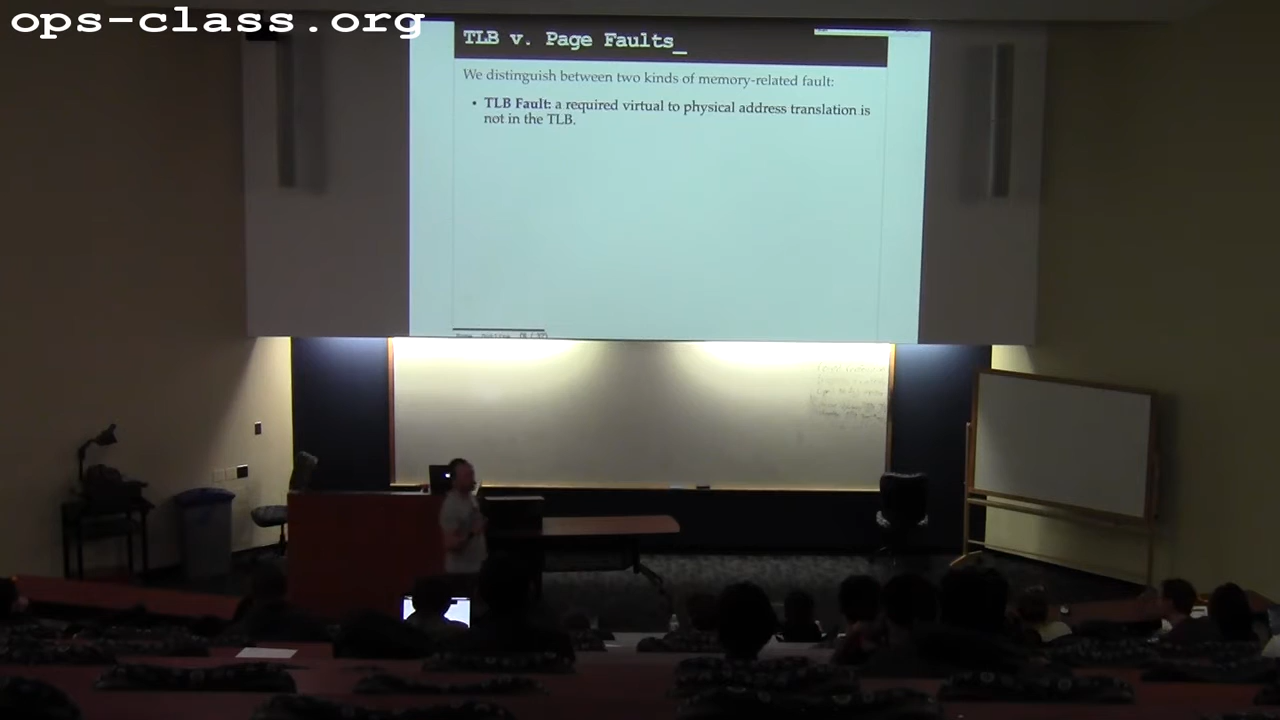 ops-class.org
TLB v. Page Faults_
We distinguish between two kinds of memory-related fault:
• TLB Fault: a required virtual to physical address translation is
not in the TLB.